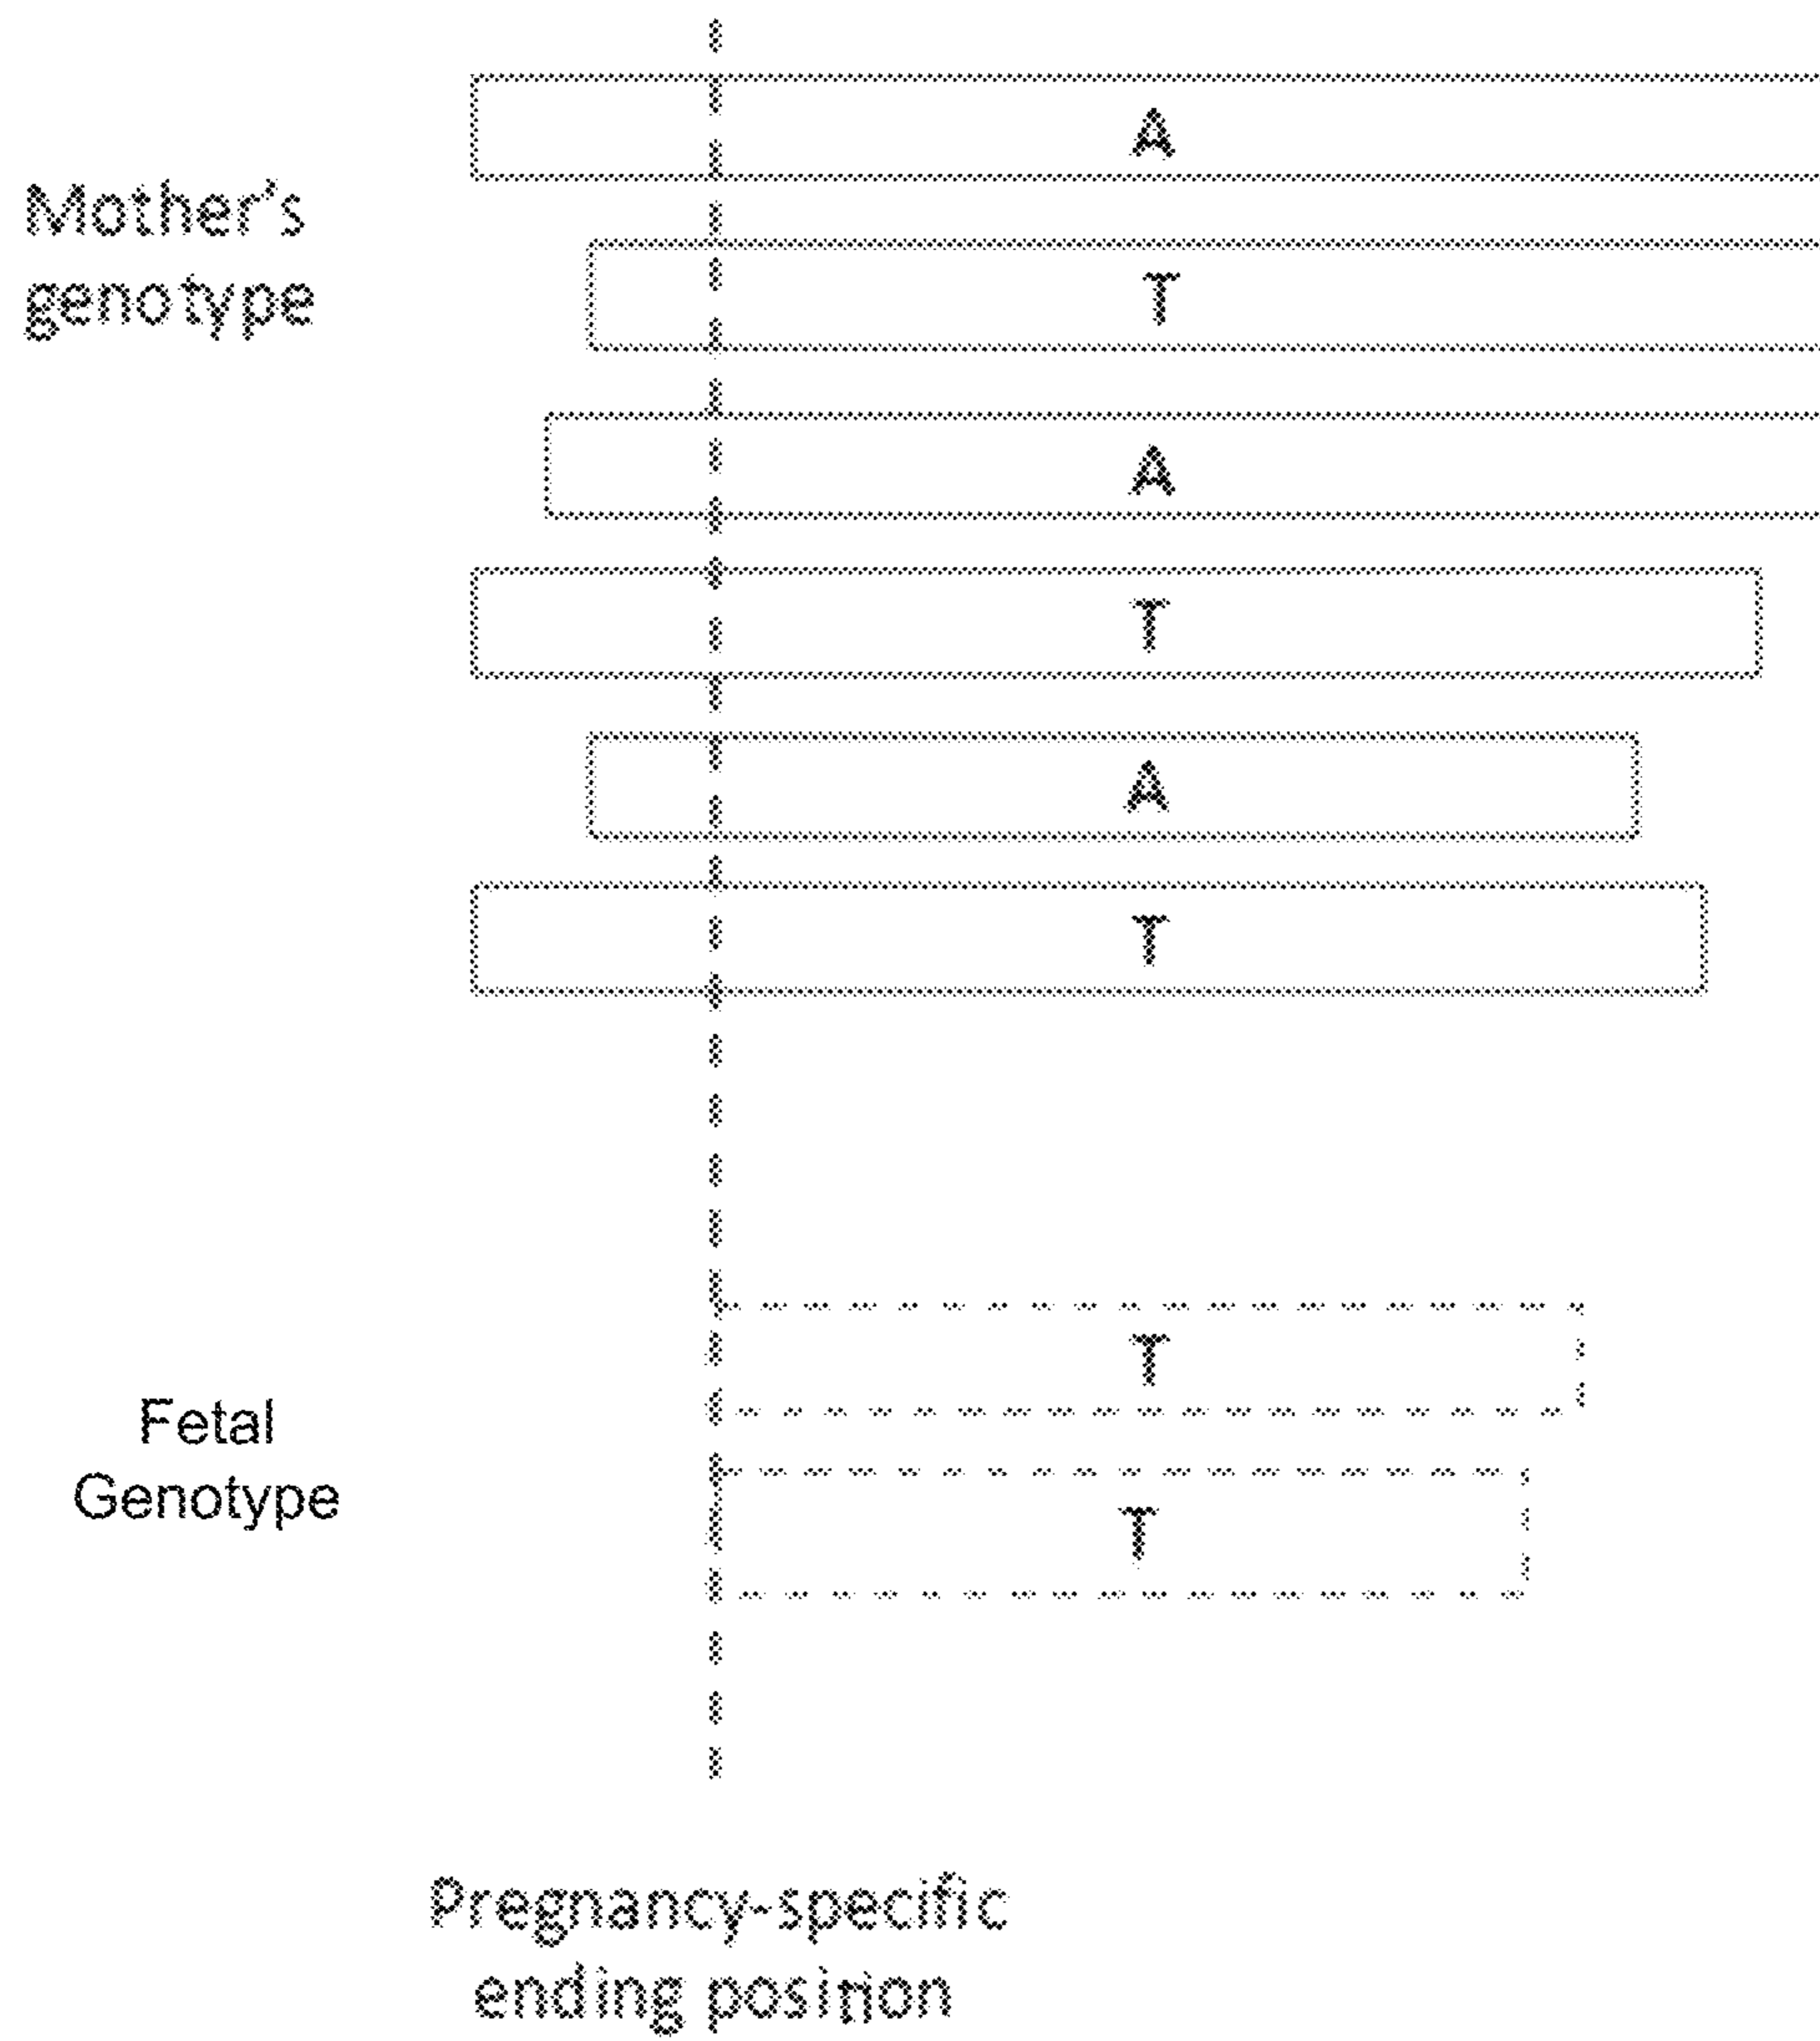 A
Mother's
genotype
T
A
T
A
T
T
Fetal
Genotype
T
Pregnancy-specific
ending position